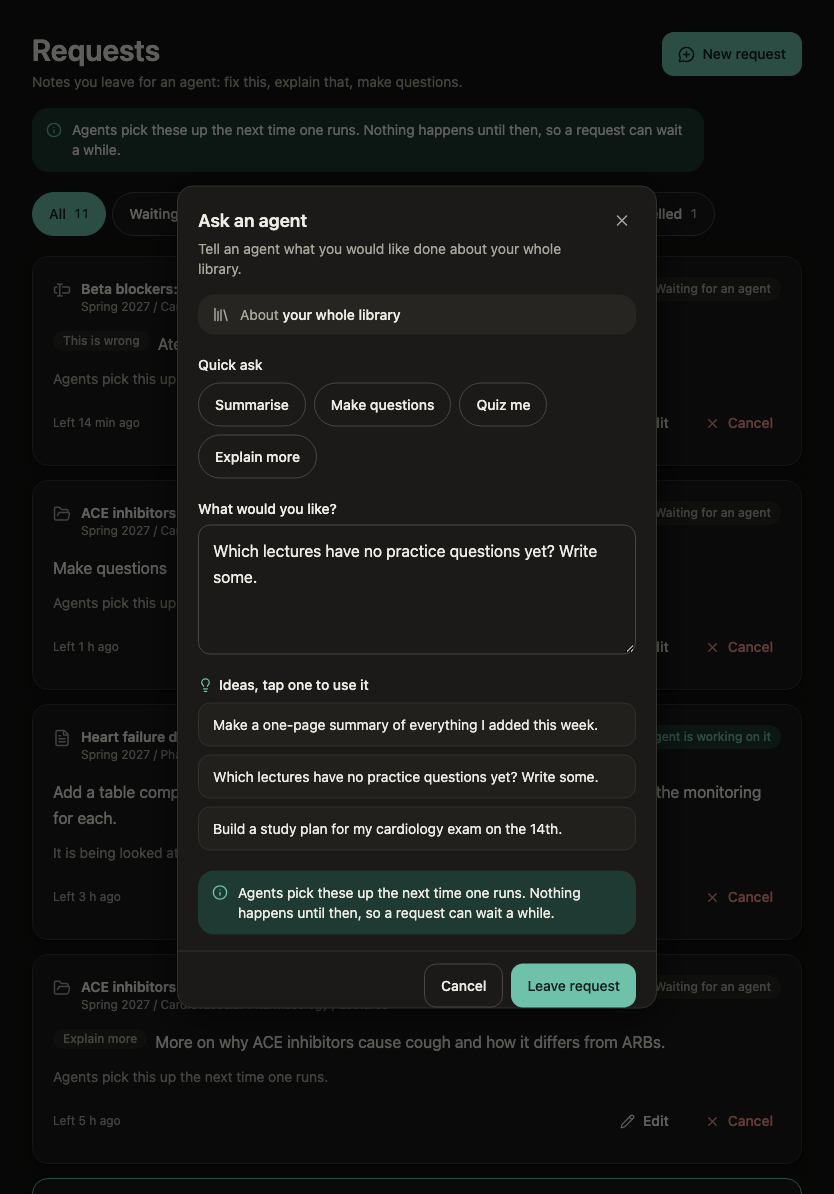 Requests
New request
Notes you leave for an agent: fix this, explain that, make questions.
Agents pick these up the next time one runs. Nothing happens until then, so a request can wait
a while.
All 11
Waiting
1
Ask an agent
Tell an agent what you would like done about your whole
library.
About your whole library
Quick ask
Summarise
Make questions
Quiz me
Explain more
What would you like?
Which lectures have no practice questions yet? Write
some.
Ideas, tap one to use it
Make a one-page summary of everything I added this week.
Which lectures have no practice questions yet? Write some.
Build a study plan for my cardiology exam on the 14th.
Agents pick these up the next time one runs. Nothing
happens until then, so a request can wait a while.
Cancel
Leave request
Beta blockers:
Waiting for an agent
Spring 2027 /
This is wrong
Agents pick this up
Left 14 min ago
Cancel
ACE inhibitors
Waiting for an agent
Spring 2027 /
Make questions
Agents pick this up
Left 1 h ago
Cancel
Heart failure
agent is working on it
Spring 2027 /
Add a table
the monitoring
for each.
It is being looked
Left 3 h ago
Cancel
ACE inhibitors
Waiting for an agent
Spring 2027 /
Explain more
More on why ACE inhibitors cause cough and how it differs from ARBs.
Agents pick this up the next time one runs.
Left 5 h ago
Edit
Cancel